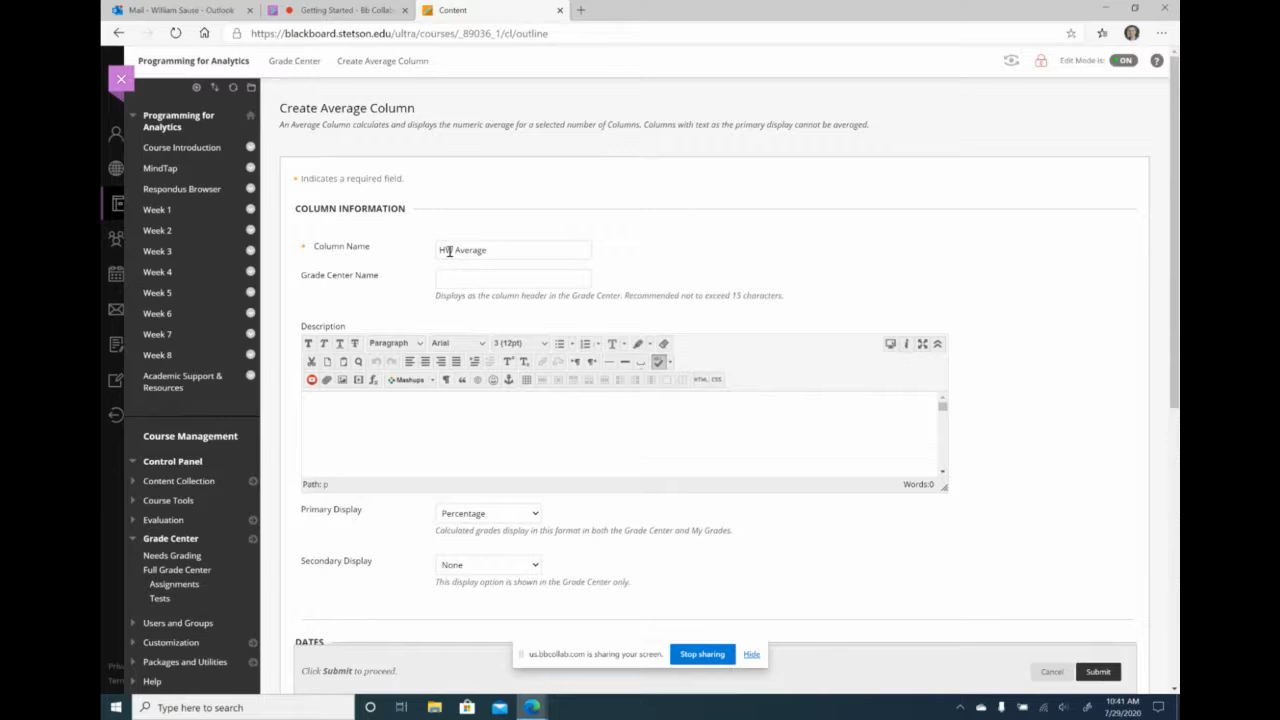 Mail - William Sause - Outlook
Getting Started - Bb Collab
Content
https://blackboard.stetson.edu/ultra/courses/_89036_1/cl/outline
Programming for Analytics
Grade Center
Create Average Column
Edit Mode is:
ON
?
Programming for
Analytics
Course Introduction
MindTap
Respondus Browser
Week 1
Week 2
Week 3
Week 4
Week 5
Week 6
Week 7
Week 8
Academic Support &
Resources
Course Management
Control Panel
Content Collection
Course Tools
Evaluation
Grade Center
Needs Grading
Full Grade Center
Assignments
Tests
Users and Groups
Customization
Packages and Utilities
Help
Priv
Term
Create Average Column
An Average Column calculates and displays the numeric average for a selected number of Columns. Columns with text as the primary display cannot be averaged.
Indicates a required field.
COLUMN INFORMATION
Column Name
HW Average
Grade Center Name
Displays as the column header in the Grade Center. Recommended not to exceed 15 characters.
Description
T T T T Paragraph Arial 3 (12pt)
Mashups
HTML CSS
Path: p
Words:0
Primary Display
Percentage
Calculated grades display in this format in both the Grade Center and My Grades.
Secondary Display
None
This display option is shown in the Grade Center only.
DATES
us.bbcollab.com is sharing your screen.
Stop sharing
Hide
Click Submit to proceed.
Cancel
Submit
Type here to search
10:41 AM
7/29/2020